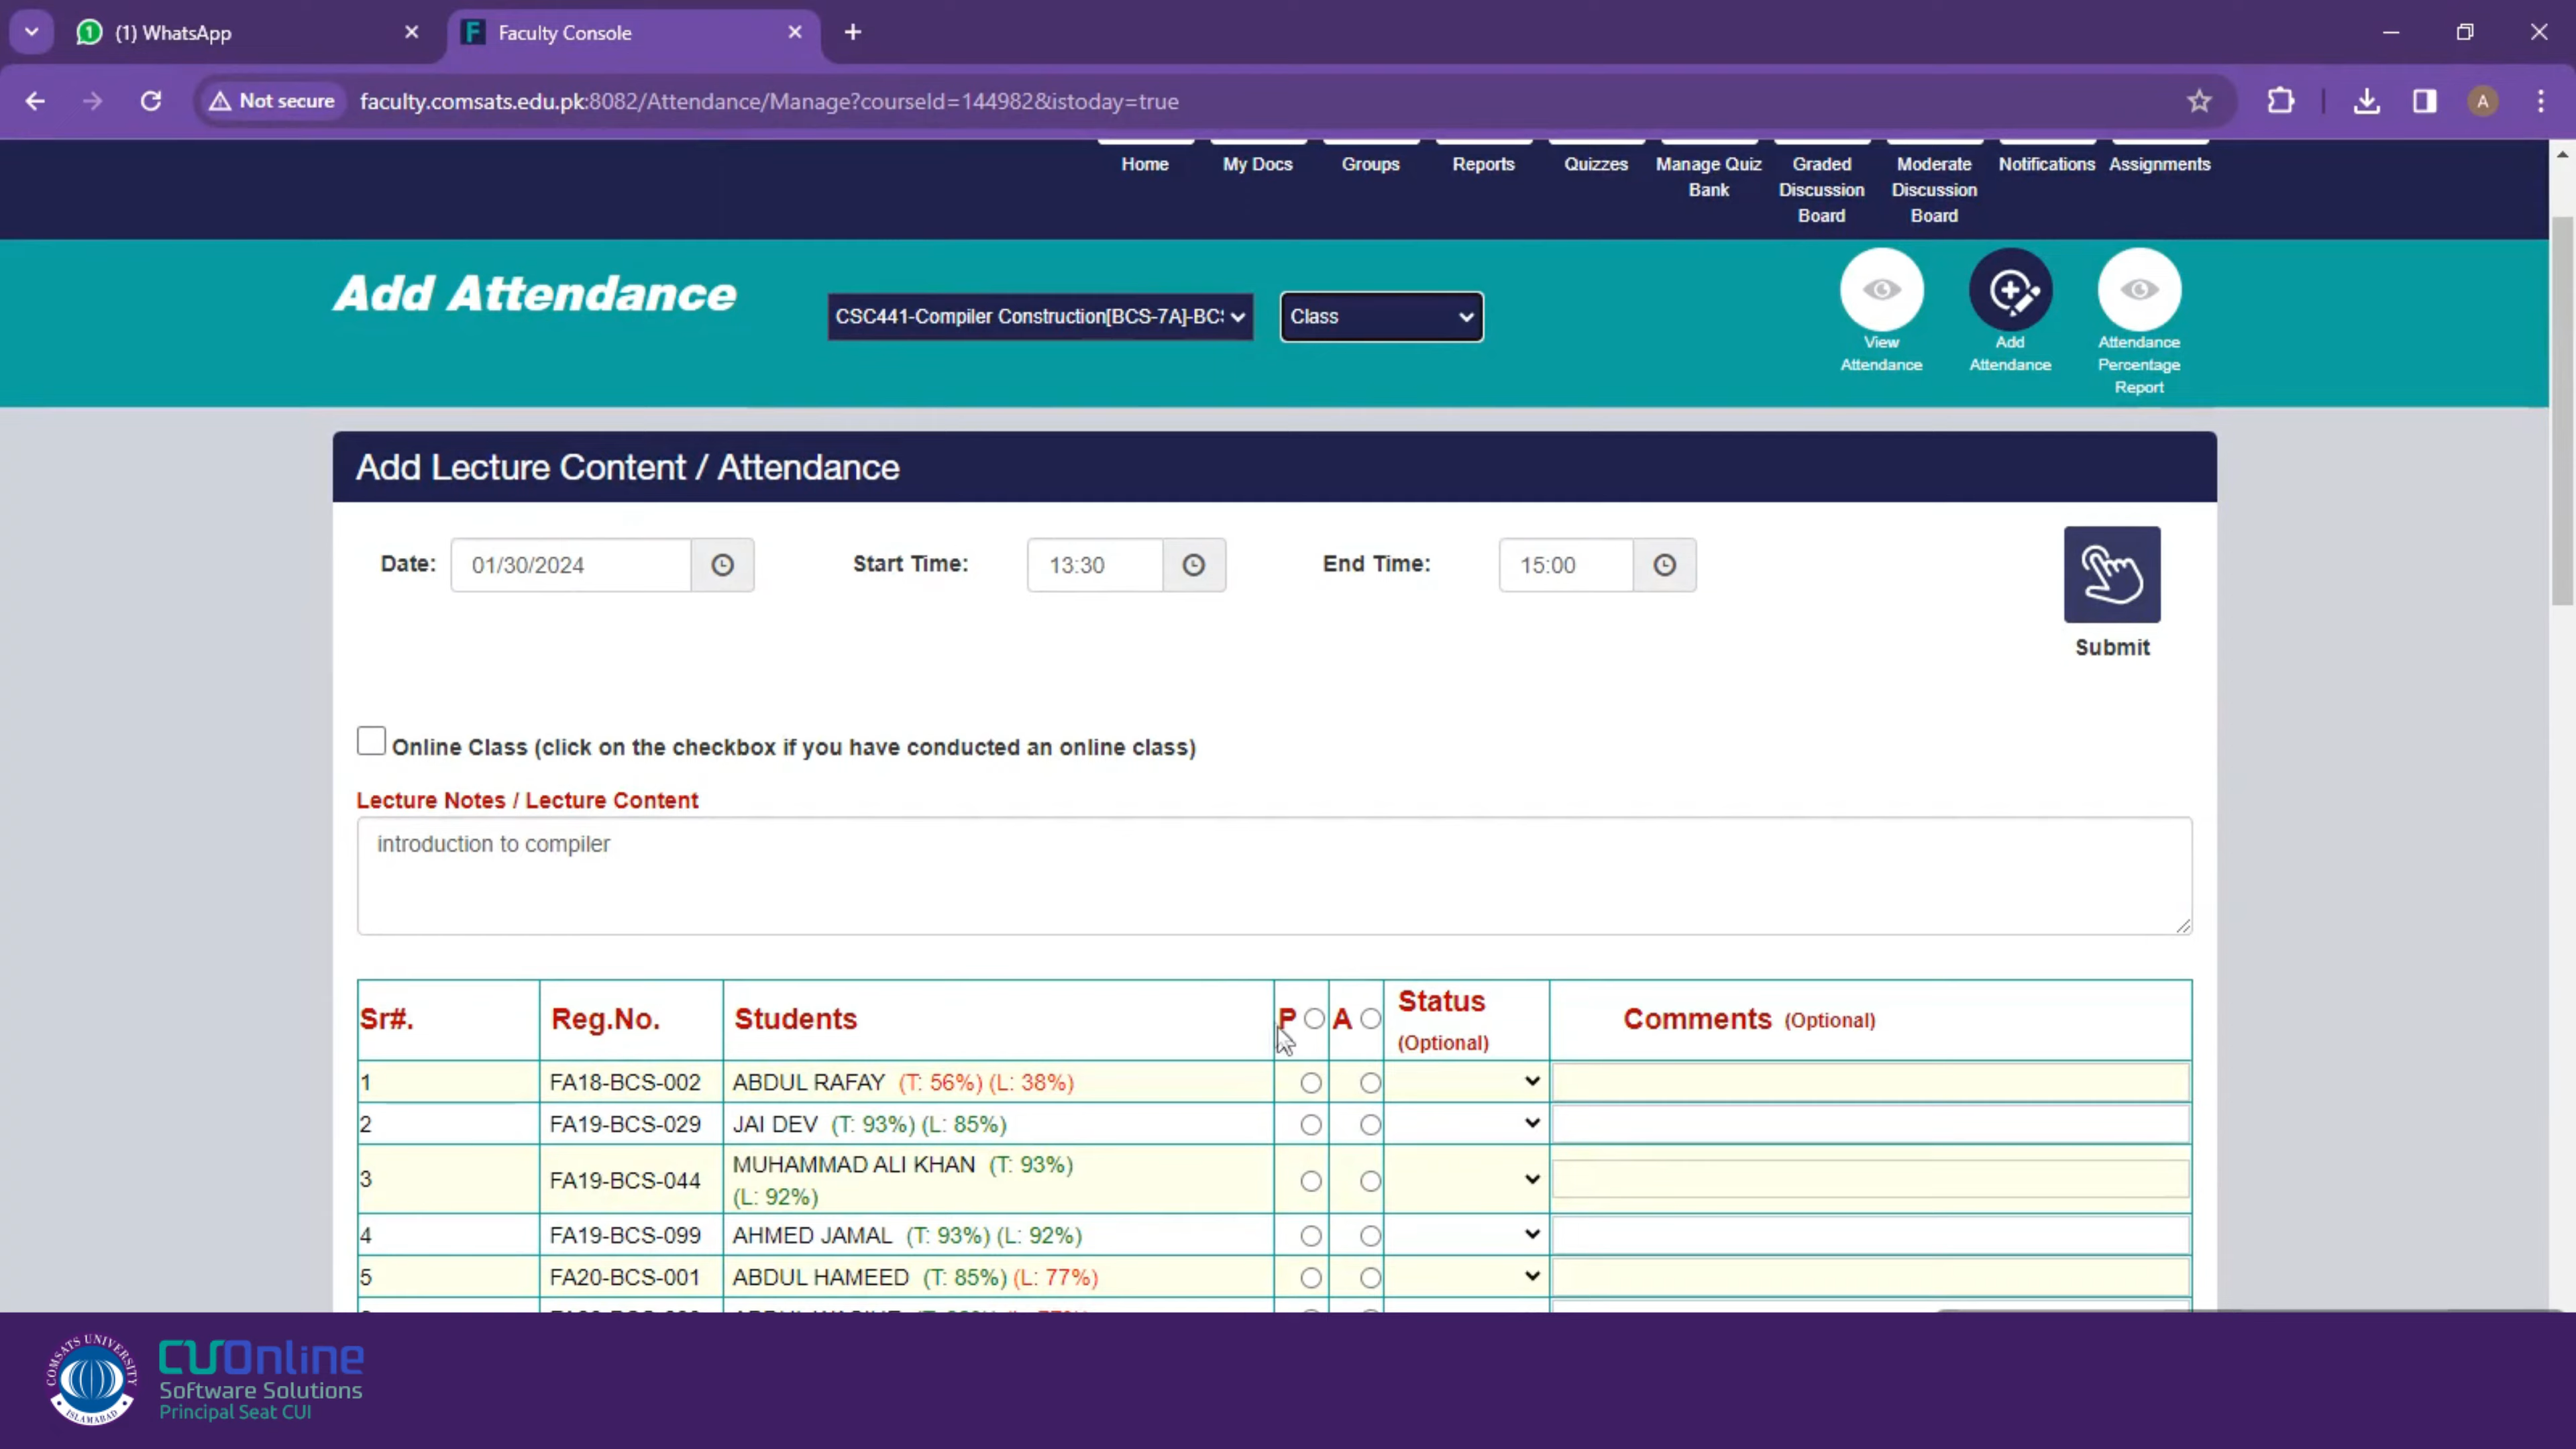 (1) WhatsApp
Faculty Console
Not secure
faculty.comsats.edu.pk:8082/Attendance/Manage?courseId=144982&istoday=true
A
Home
My Docs
Groups
Reports
Quizzes
Manage Quiz
Bank
Graded
Discussion
Board
Moderate
Discussion
Board
Notifications
Assignments
Add Attendance
CSC441-Compiler Construction[BCS-7A]-BC
Class
View
Attendance
Add
Attendance
Attendance
Percentage
Report
Add Lecture Content / Attendance
Date: 01/30/2024
Start Time: 13:30
End Time: 15:00
Submit
Online Class (click on the checkbox if you have conducted an online class)
Lecture Notes / Lecture Content
introduction to compiler
Sr#. Reg.No. Students P A Status (Optional) Comments (Optional)
1 FA18-BCS-002 ABDUL RAFAY (T: 56%) (L: 38%)
2 FA19-BCS-029 JAI DEV (T: 93%) (L: 85%)
3 FA19-BCS-044 MUHAMMAD ALI KHAN (T: 93%)
(L: 92%)
4 FA19-BCS-099 AHMED JAMAL (T: 93%) (L: 92%)
5 FA20-BCS-001 ABDUL HAMEED (T: 85%) (L: 77%)
COMSATS UNIVERSITY
ISLAMABAD
CUOnline
Software Solutions
Principal Seat CUI